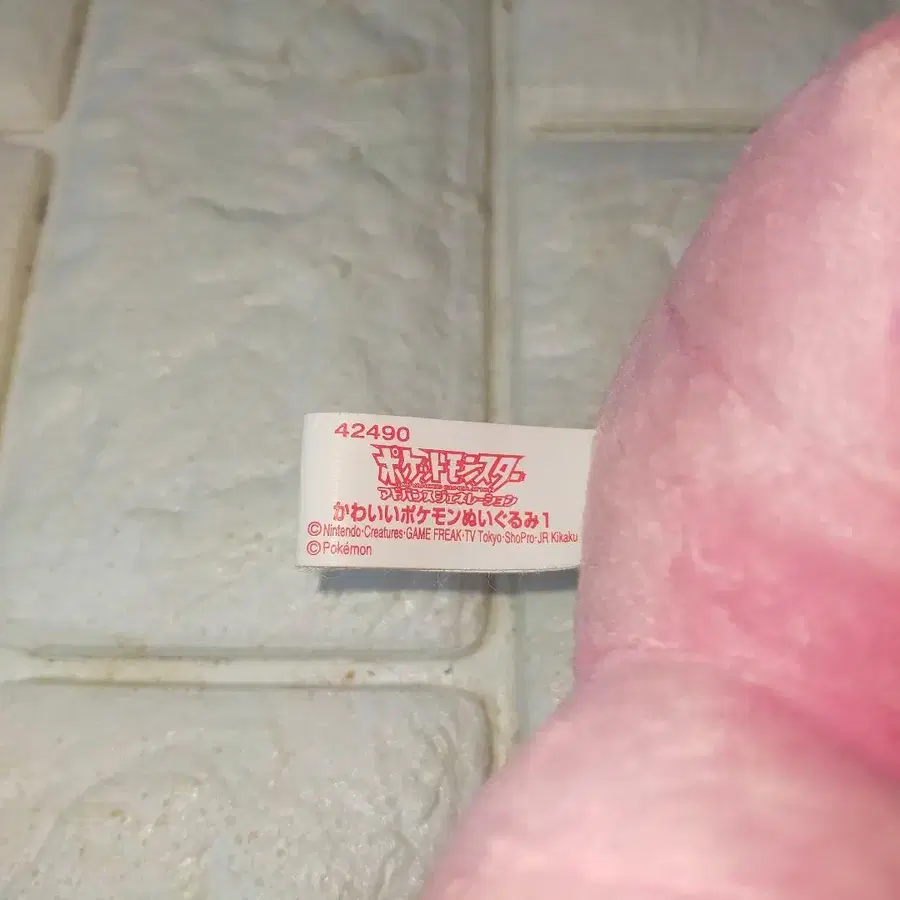 42490
ポケットモンスター
アドバンスジェネレーション
かわいいポケモンぬいぐるみ1
©Nintendo·Creatures·GAME FREAK·TV Tokyo·ShoPro·JR Kikaku
©Pokémon